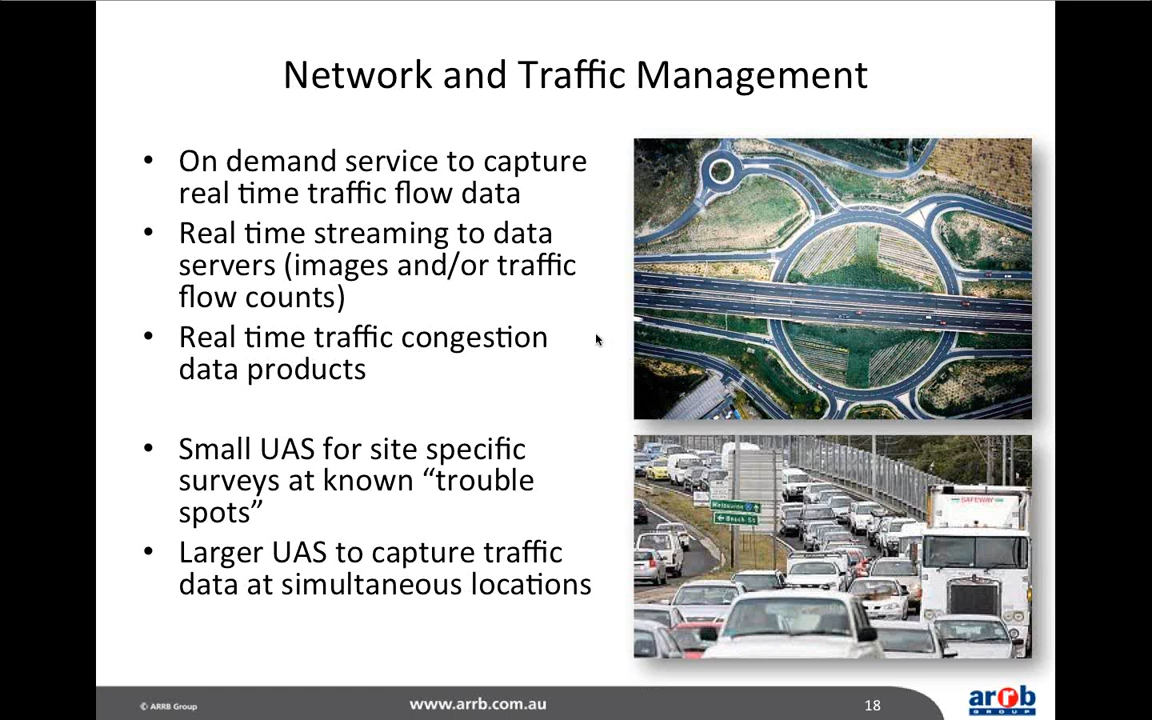 Network and Traffic Management
• On demand service to capture
real time traffic flow data
• Real time streaming to data
servers (images and/or traffic
flow counts)
• Real time traffic congestion
data products
• Small UAS for site specific
surveys at known “trouble
spots”
• Larger UAS to capture traffic
data at simultaneous locations
SAFEWAY
Beach St
© ARRB Group
www.arrb.com.au
18
arrb
GROUP